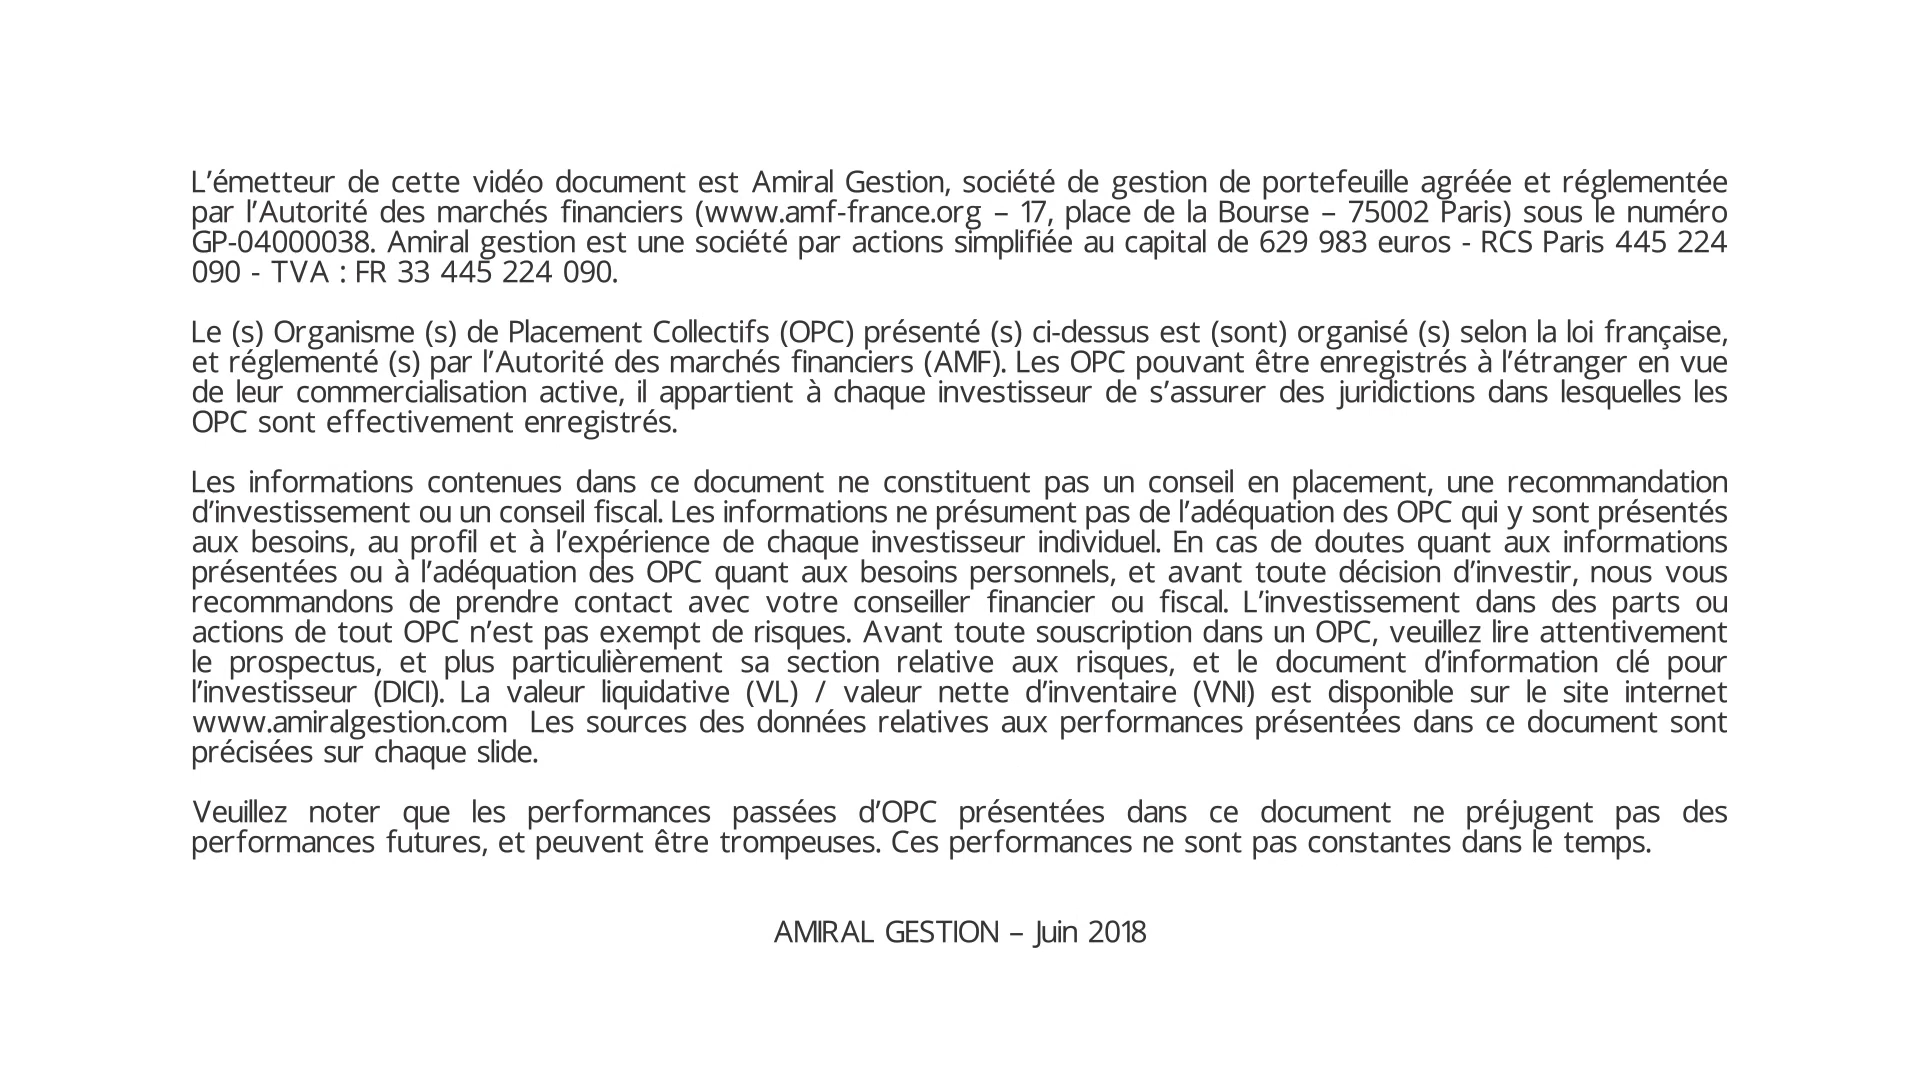 L’émetteur de cette vidéo document est Amiral Gestion, société de gestion de portefeuille agréée et réglementée
par l’Autorité des marchés financiers (www.amf-france.org – 17, place de la Bourse – 75002 Paris) sous le numéro
GP-04000038. Amiral gestion est une société par actions simplifiée au capital de 629 983 euros - RCS Paris 445 224
090 - TVA : FR 33 445 224 090.
Le (s) Organisme (s) de Placement Collectifs (OPC) présenté (s) ci-dessus est (sont) organisé (s) selon la loi française,
et réglementé (s) par l’Autorité des marchés financiers (AMF). Les OPC pouvant être enregistrés à l’étranger en vue
de leur commercialisation active, il appartient à chaque investisseur de s’assurer des juridictions dans lesquelles les
OPC sont effectivement enregistrés.
Les informations contenues dans ce document ne constituent pas un conseil en placement, une recommandation
d’investissement ou un conseil fiscal. Les informations ne présument pas de l’adéquation des OPC qui y sont présentés
aux besoins, au profil et à l’expérience de chaque investisseur individuel. En cas de doutes quant aux informations
présentées ou à l’adéquation des OPC quant aux besoins personnels, et avant toute décision d’investir, nous vous
recommandons de prendre contact avec votre conseiller financier ou fiscal. L’investissement dans des parts ou
actions de tout OPC n’est pas exempt de risques. Avant toute souscription dans un OPC, veuillez lire attentivement
le prospectus, et plus particulièrement sa section relative aux risques, et le document d’information clé pour
l’investisseur (DICI). La valeur liquidative (VL) / valeur nette d’inventaire (VNI) est disponible sur le site internet
www.amiralgestion.com Les sources des données relatives aux performances présentées dans ce document sont
précisées sur chaque slide.
Veuillez noter que les performances passées d’OPC présentées dans ce document ne préjugent pas des
performances futures, et peuvent être trompeuses. Ces performances ne sont pas constantes dans le temps.
AMIRAL GESTION – Juin 2018